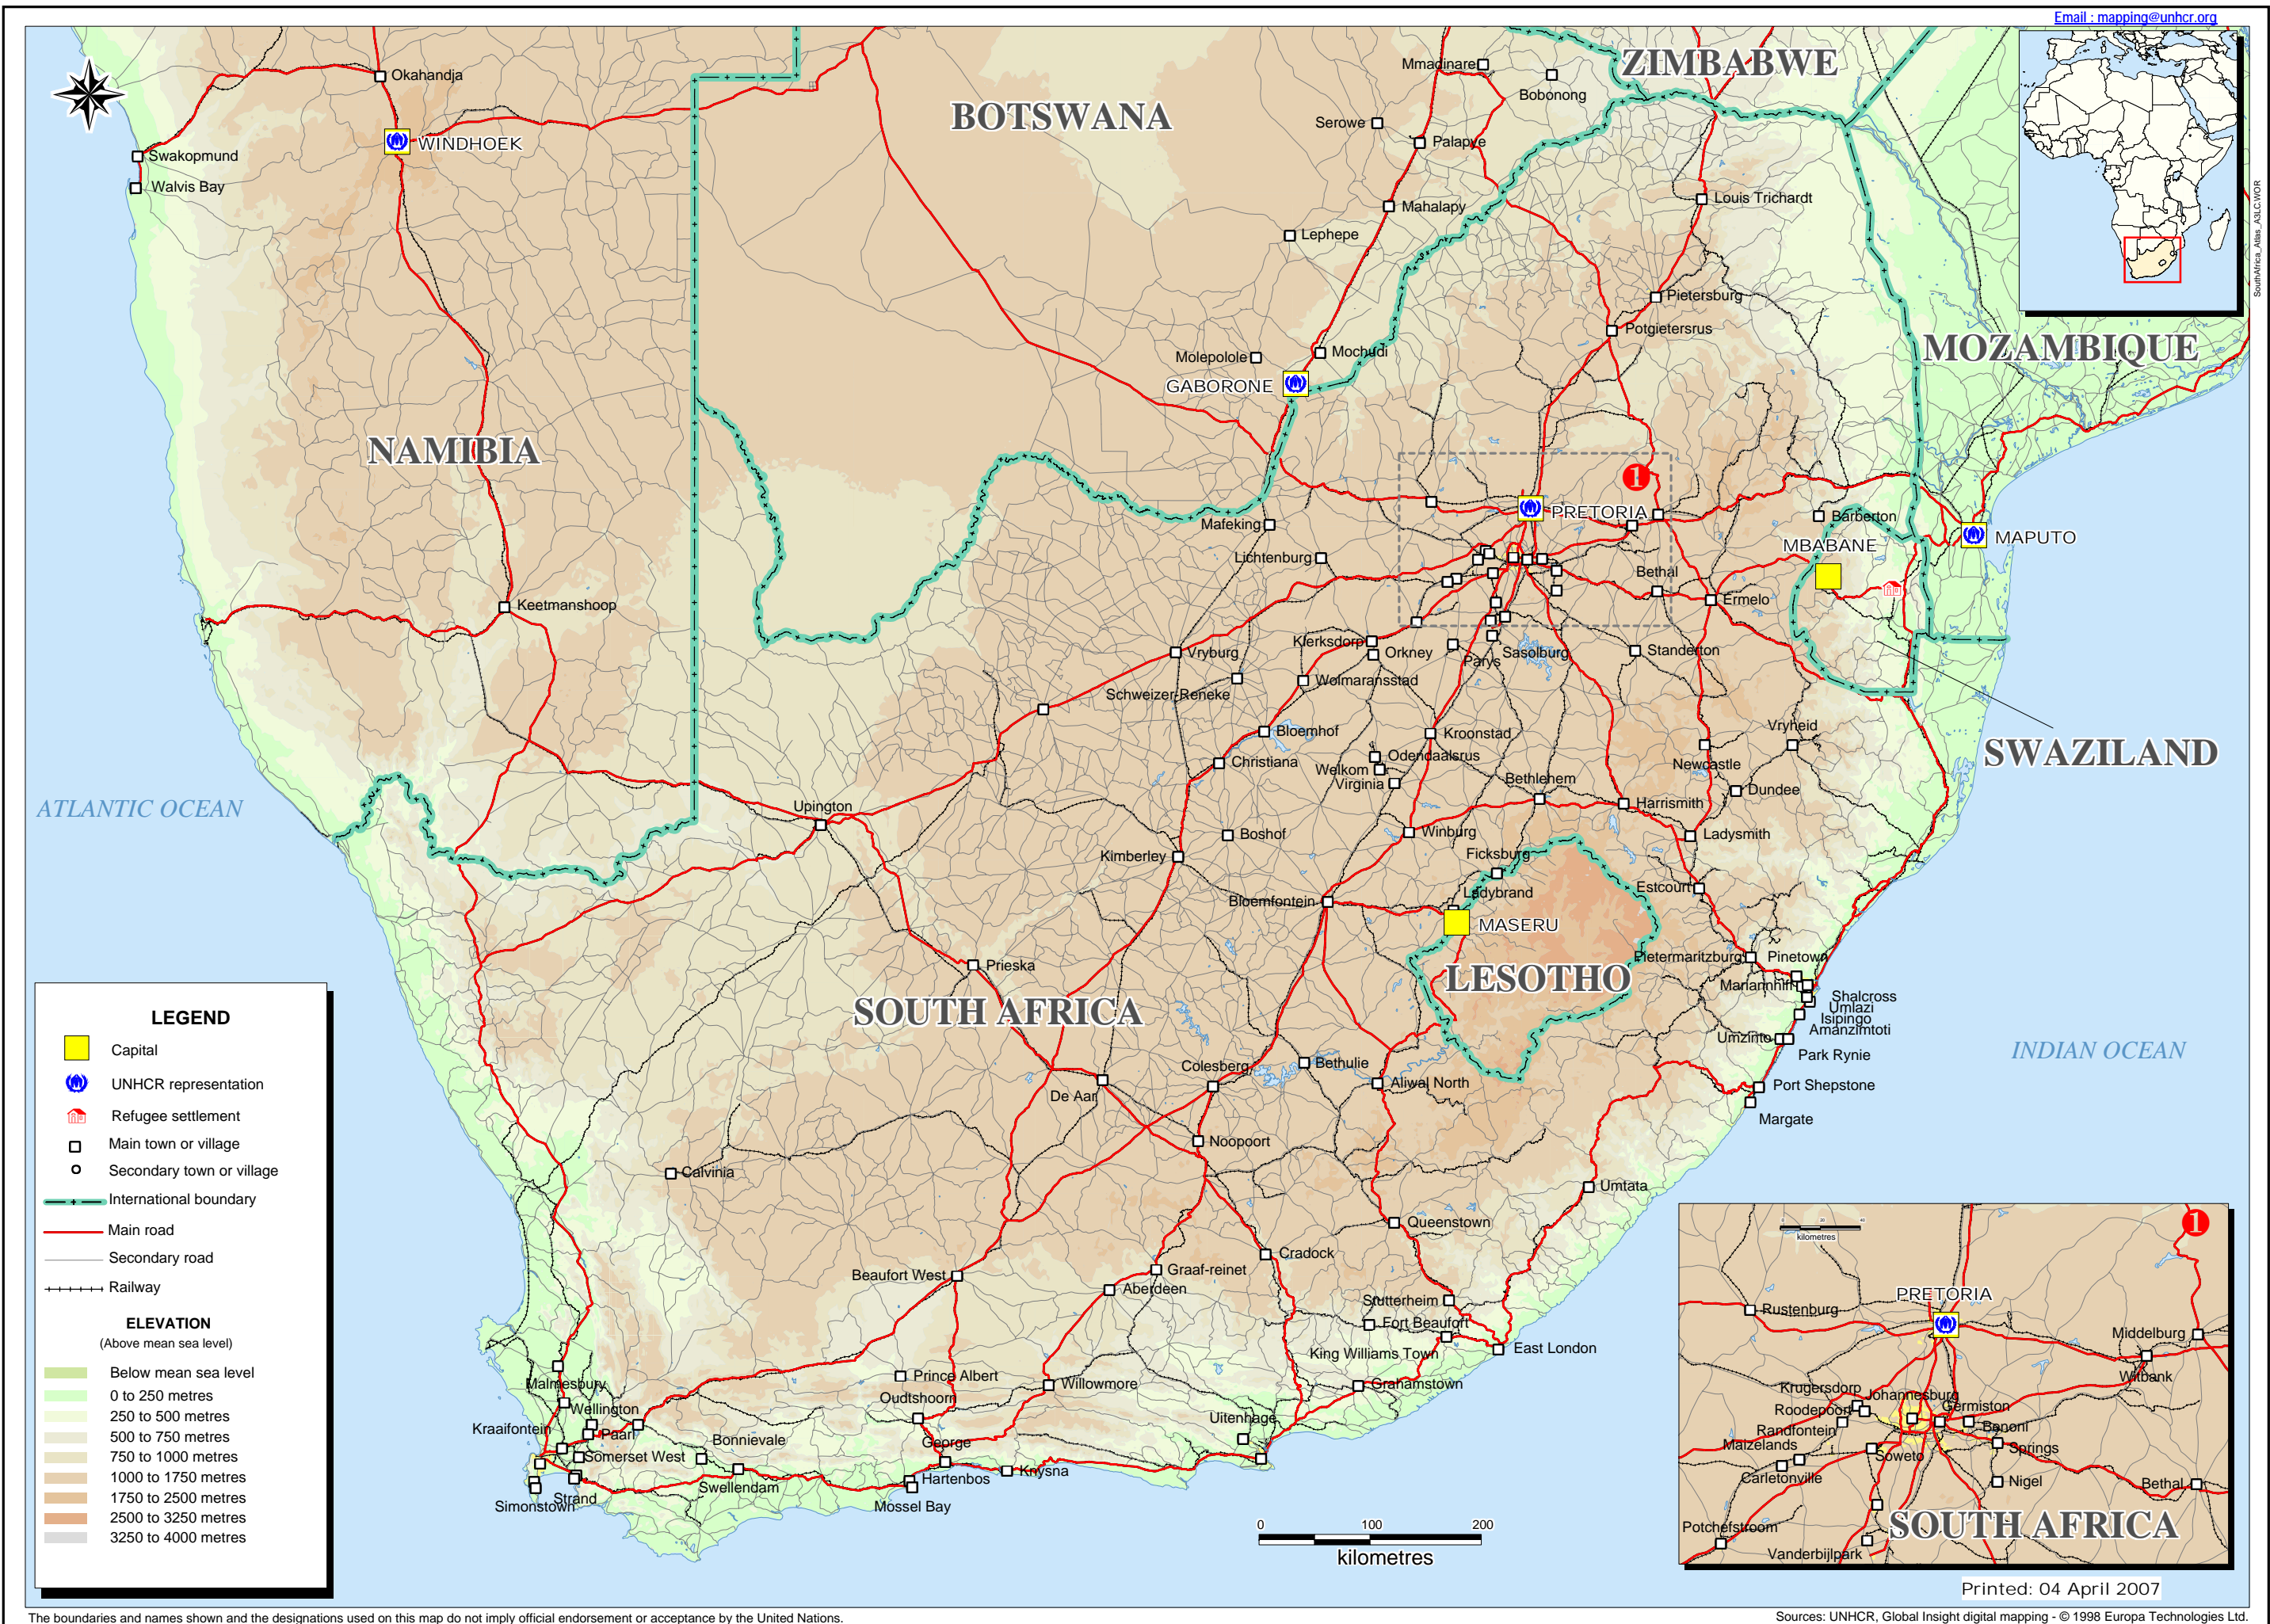 Email : mapping@unhcr.org
SouthAfrica_Atlas_A3LC.WOR
ZIMBABWE
BOTSWANA
NAMIBIA
MOZAMBIQUE
SWAZILAND
LESOTHO
SOUTH AFRICA
ATLANTIC OCEAN
INDIAN OCEAN
Okahandja
WINDHOEK
Swakopmund
Walvis Bay
Keetmanshoop
Mmadinare
Bobonong
Serowe
Palapye
Mahalapy
Lephepe
Molepolole
Mochudi
GABORONE
Louis Trichardt
Pietersburg
Potgietersrus
1
PRETORIA
Mafeking
Lichtenburg
Barberton
MBABANE
MAPUTO
Bethal
Ermelo
Klerksdorp
Orkney
Vryburg
Parys
Sasolburg
Standerton
Schweizer-Reneke
Wolmaransstad
Bloemhof
Kroonstad
Vryheid
Christiana
Odendaalsrus
Welkom
Virginia
Newcastle
Bethlehem
Dundee
Harrismith
Upington
Boshof
Winburg
Ladysmith
Kimberley
Ficksburg
Ladybrand
Estcourt
Bloemfontein
MASERU
Prieska
Pietermaritzburg
Pinetown
Mariannhill
Shalcross
Umlazi
Isipingo
Amanzimtoti
Umzinto
Park Rynie
Port Shepstone
Margate
Colesberg
Bethulie
Aliwal North
De Aar
Noopoort
Calvinia
Umtata
Queenstown
Cradock
Beaufort West
Graaf-reinet
Aberdeen
Stutterheim
Fort Beaufort
King Williams Town
East London
Prince Albert
Willowmore
Grahamstown
Oudtshoorn
Uitenhage
Malmesbury
Wellington
Kraaifontein
Paarl
Bonnievale
George
Somerset West
Hartenbos
Knysna
Swellendam
Strand
Simonstown
Mossel Bay
LEGEND
Capital
UNHCR representation
Refugee settlement
Main town or village
Secondary town or village
International boundary
Main road
Secondary road
Railway
ELEVATION
(Above mean sea level)
Below mean sea level
0 to 250 metres
250 to 500 metres
500 to 750 metres
750 to 1000 metres
1000 to 1750 metres
1750 to 2500 metres
2500 to 3250 metres
3250 to 4000 metres
0 100 200
kilometres
kilometres
1
PRETORIA
Rustenburg
Middelburg
Witbank
Krugersdorp
Johannesburg
Roodepoort
Germiston
Randfontein
Benoni
Maizelands
Springs
Soweto
Carletonville
Nigel
Bethal
Potchefstroom
SOUTH AFRICA
Vanderbijlpark
Printed: 04 April 2007
The boundaries and names shown and the designations used on this map do not imply official endorsement or acceptance by the United Nations.
Sources: UNHCR, Global Insight digital mapping - © 1998 Europa Technologies Ltd.